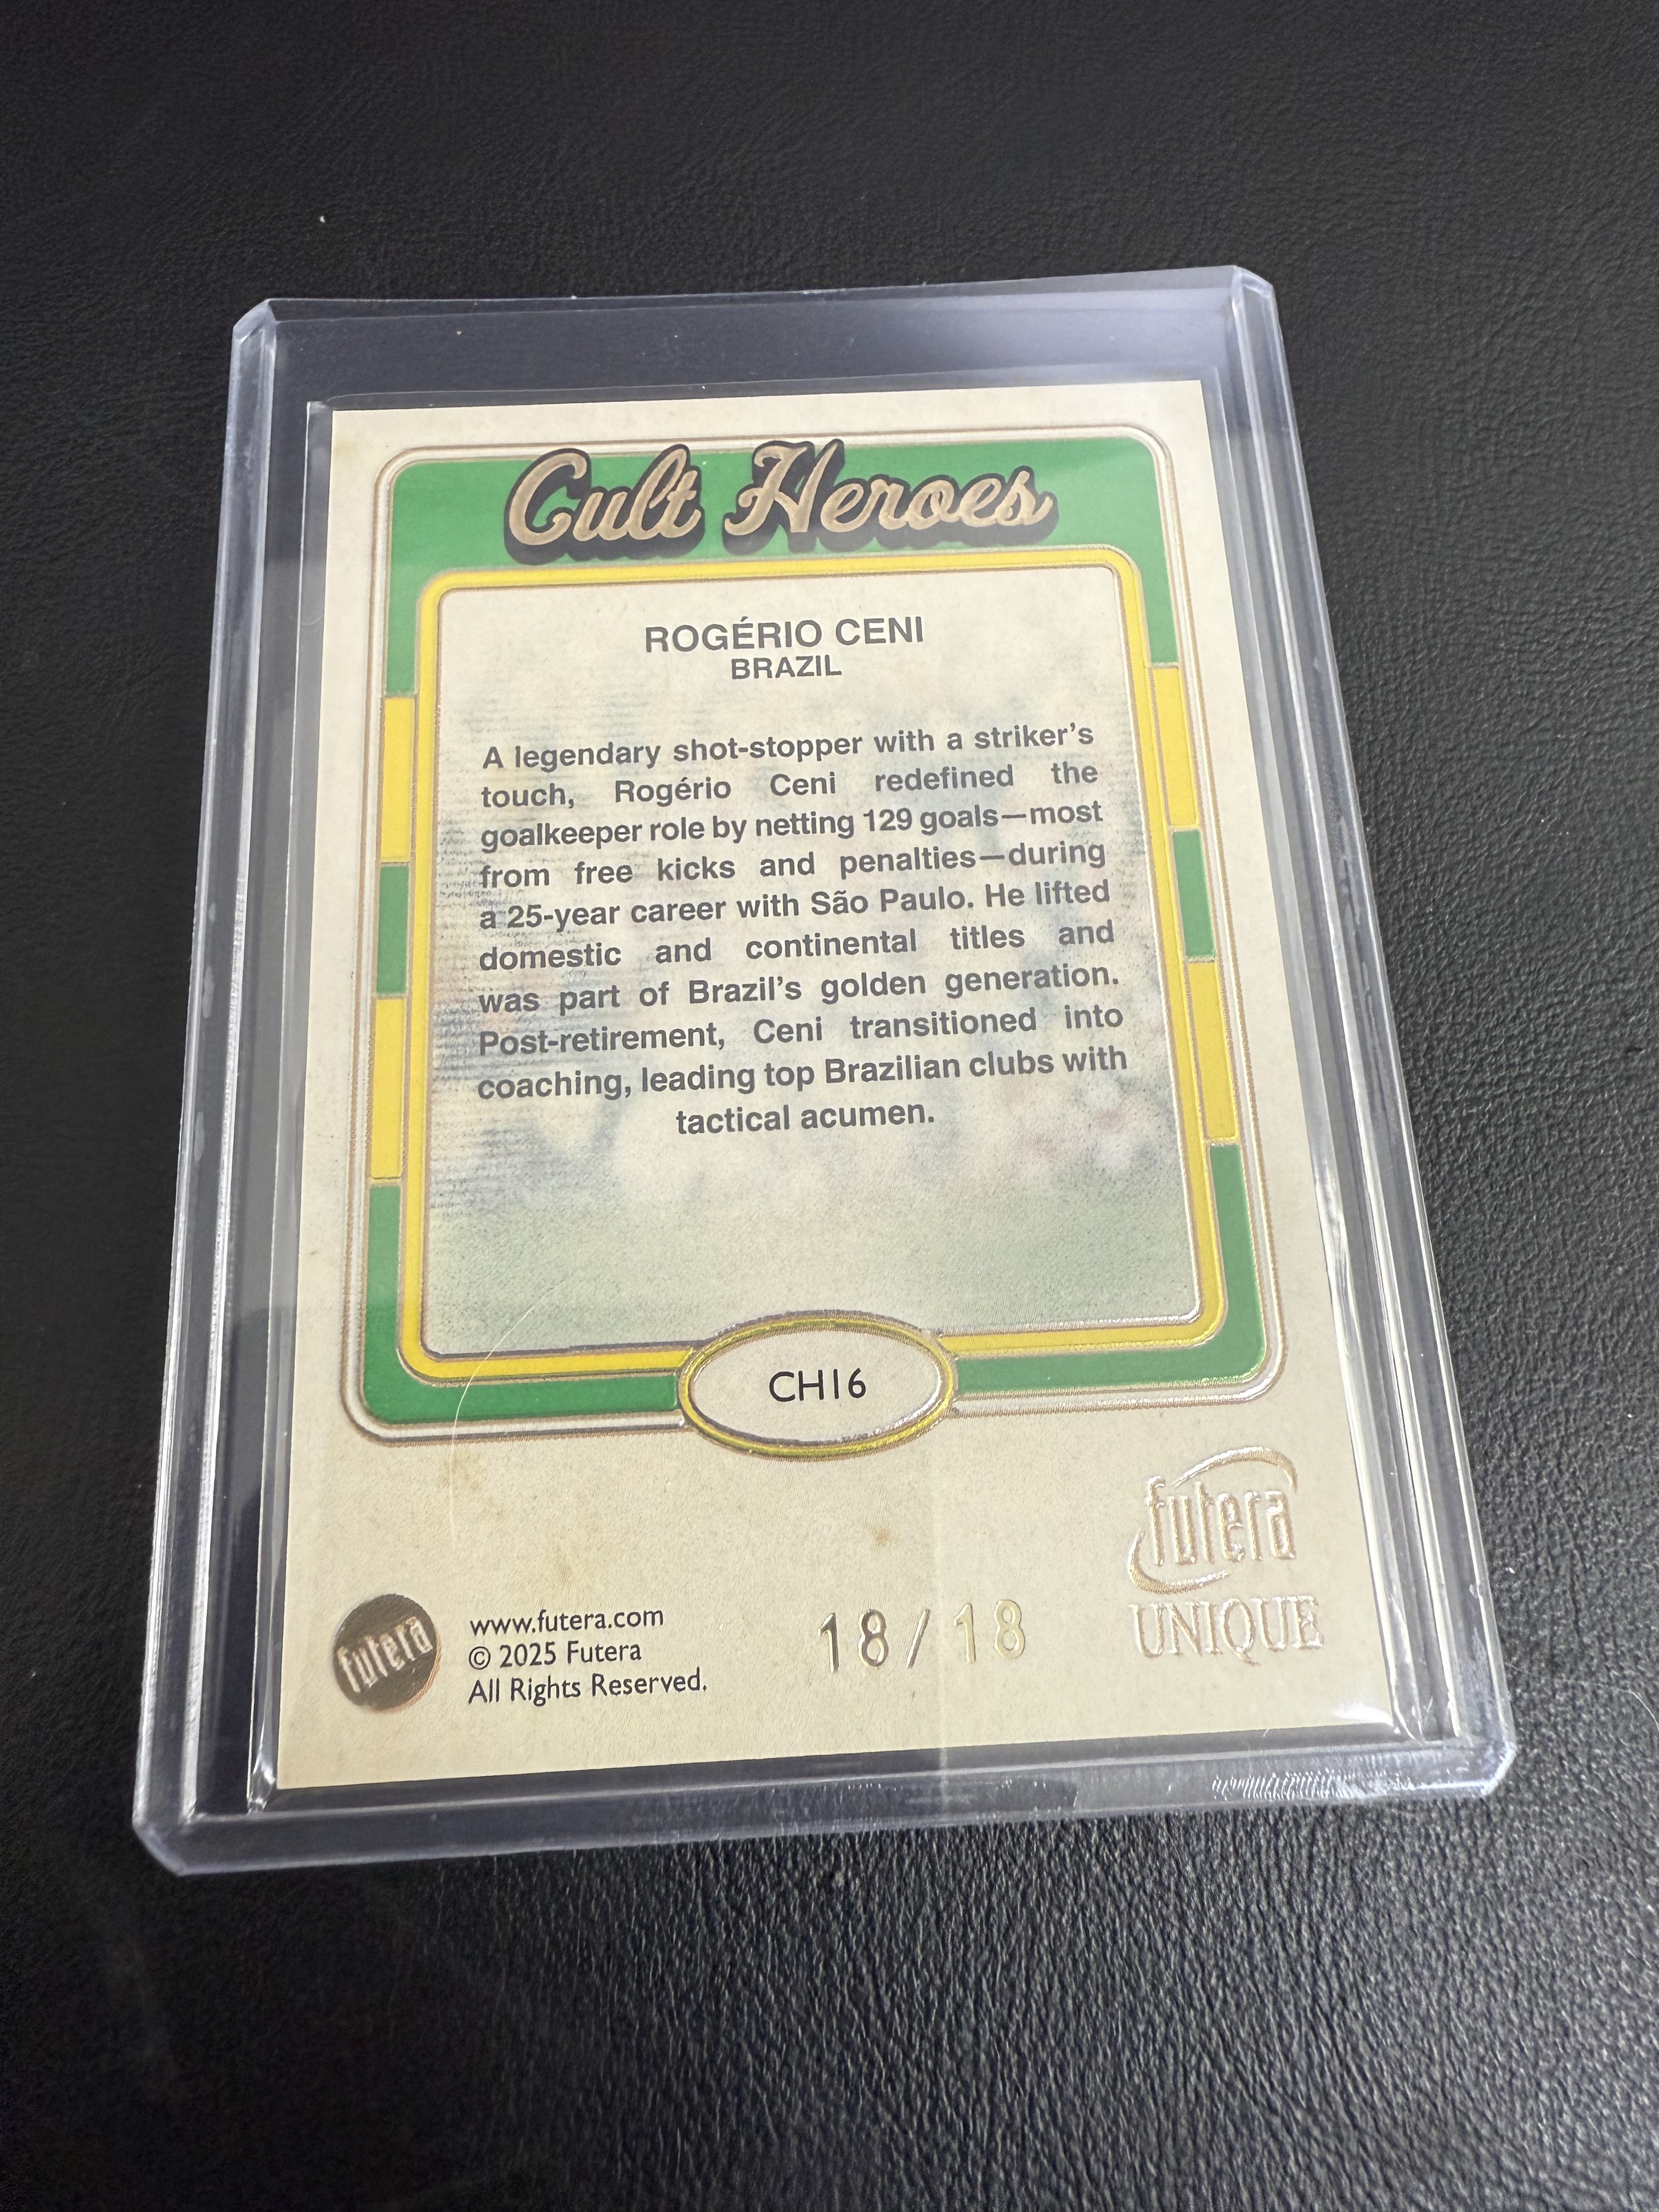 Cult Heroes
ROGÉRIO CENI
BRAZIL
A legendary shot-stopper with a striker's
touch, Rogério Ceni redefined the
goalkeeper role by netting 129 goals—most
from free kicks and penalties—during
a 25-year career with São Paulo. He lifted
domestic and continental titles and
was part of Brazil's golden generation.
Post-retirement, Ceni transitioned into
coaching, leading top Brazilian clubs with
tactical acumen.
CH16
futera
UNIQUE
futera
www.futera.com
© 2025 Futera
All Rights Reserved.
18/18